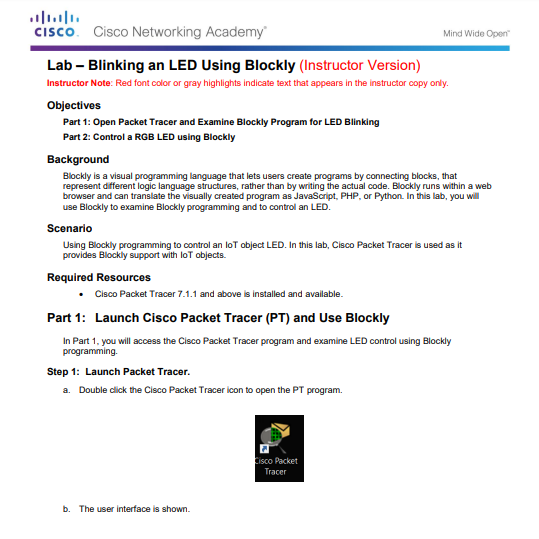 CISCO. Cisco Networking Academy® Mind Wide Open®
Lab – Blinking an LED Using Blockly (Instructor Version)
Instructor Note: Red font color or gray highlights indicate text that appears in the instructor copy only.
Objectives
Part 1: Open Packet Tracer and Examine Blockly Program for LED Blinking
Part 2: Control a RGB LED using Blockly
Background
Blockly is a visual programming language that lets users create programs by connecting blocks, that
represent different logic language structures, rather than by writing the actual code. Blockly runs within a web
browser and can translate the visually created program as JavaScript, PHP, or Python. In this lab, you will
use Blockly to examine Blockly programming and to control an LED.
Scenario
Using Blockly programming to control an IoT object LED. In this lab, Cisco Packet Tracer is used as it
provides Blockly support with IoT objects.
Required Resources
• Cisco Packet Tracer 7.1.1 and above is installed and available.
Part 1: Launch Cisco Packet Tracer (PT) and Use Blockly
In Part 1, you will access the Cisco Packet Tracer program and examine LED control using Blockly
programming.
Step 1: Launch Packet Tracer.
a. Double click the Cisco Packet Tracer icon to open the PT program.
Cisco Packet
Tracer
b. The user interface is shown.